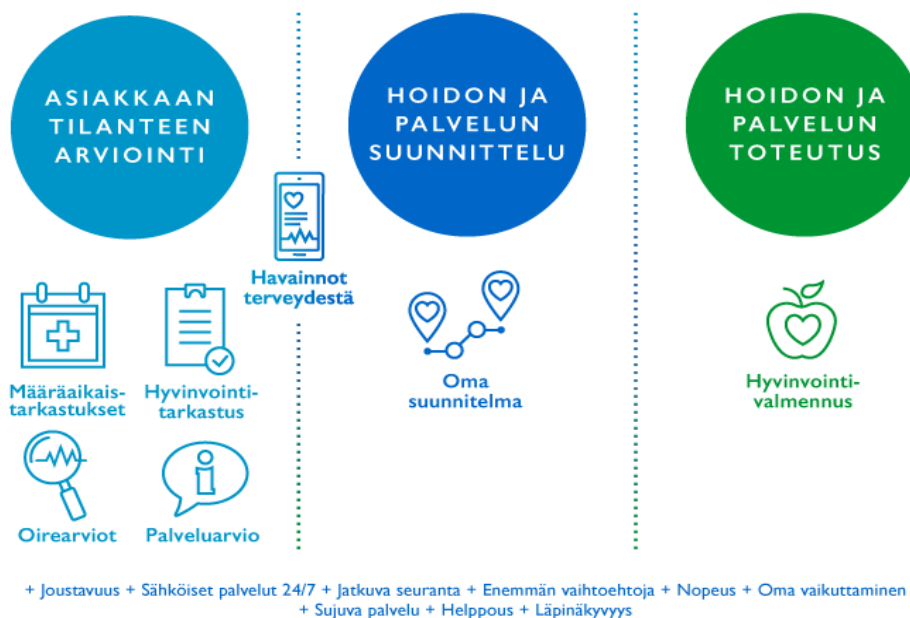 ASIAKKAAN
TILANTEEN
ARVIOINTI
HOIDON JA
PALVELUN
SUUNNITTELU
HOIDON JA
PALVELUN
TOTEUTUS
Havainnot
terveydestä
Määräaikais-
tarkastukset
Hyvinvointi-
tarkastus
Oma
suunnitelma
Hyvinvointi-
valmennus
Oirearviot
Palveluarvio
+ Joustavuus + Sähköiset palvelut 24/7 + Jatkuva seuranta + Enemmän vaihtoehtoja + Nopeus + Oma vaikuttaminen
+ Sujuva palvelu + Helppous + Läpinäkyvyys